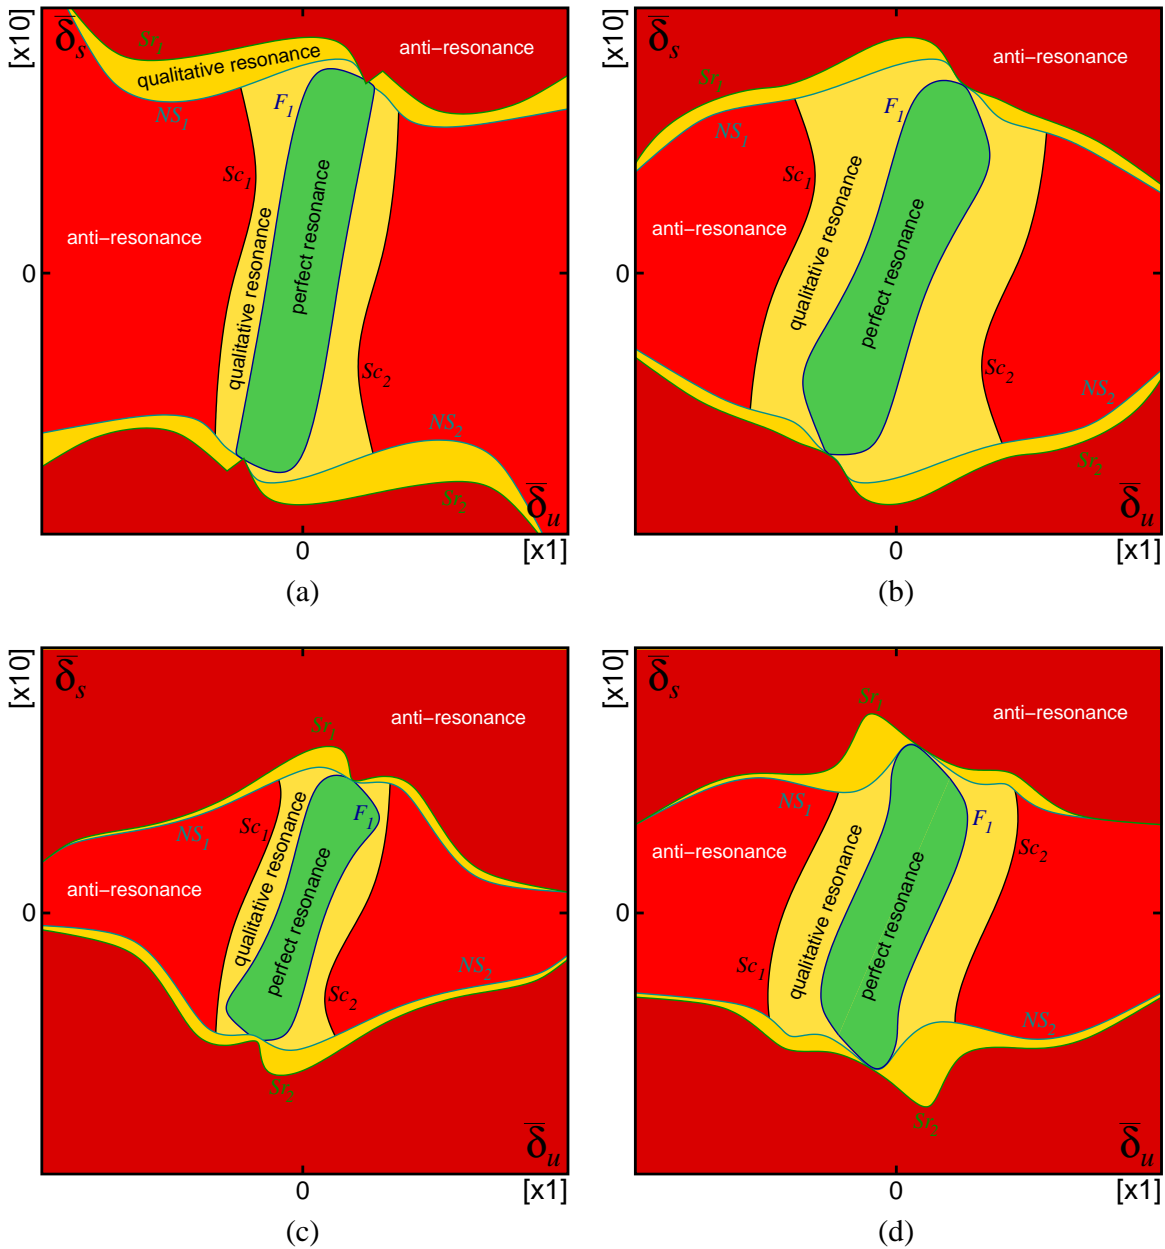 [x10]
δ̅s
Sr1
qualitative resonance
NS1
anti-resonance
F1
Sc1
anti-resonance
qualitative resonance
perfect resonance
0
Sc2
NS2
Sr2
δ̅u
0
[x1]
(a)
[x10]
δ̅s
anti-resonance
Sr1
NS1
F1
Sc1
anti-resonance
qualitative resonance
perfect resonance
0
Sc2
NS2
Sr2
δ̅u
0
[x1]
(b)
[x10]
δ̅s
Sr1
anti-resonance
NS1
Sc1
F1
anti-resonance
qualitative resonance
perfect resonance
0
NS2
Sc2
Sr2
δ̅u
0
[x1]
(c)
[x10]
δ̅s
Sr1
anti-resonance
NS1
F1
Sc2
anti-resonance
qualitative resonance
perfect resonance
0
Sc1
NS2
Sr2
δ̅u
0
[x1]
(d)